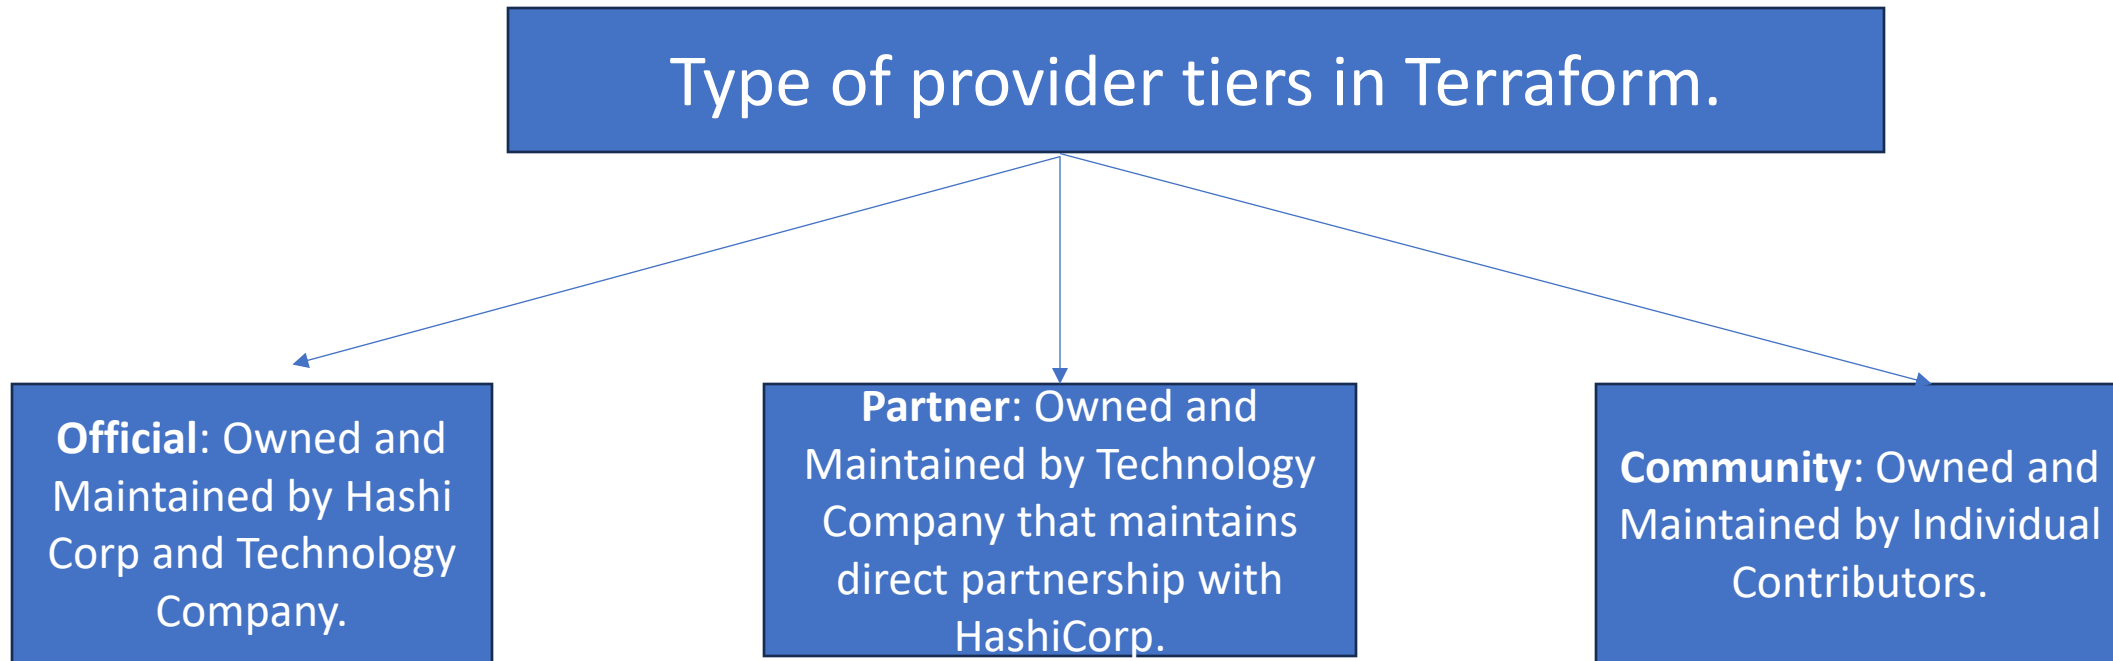 Type of provider tiers in Terraform.
Official: Owned and
Maintained by Hashi
Corp and Technology
Company.
Partner: Owned and
Maintained by Technology
Company that maintains
direct partnership with
HashiCorp.
Community: Owned and
Maintained by Individual
Contributors.